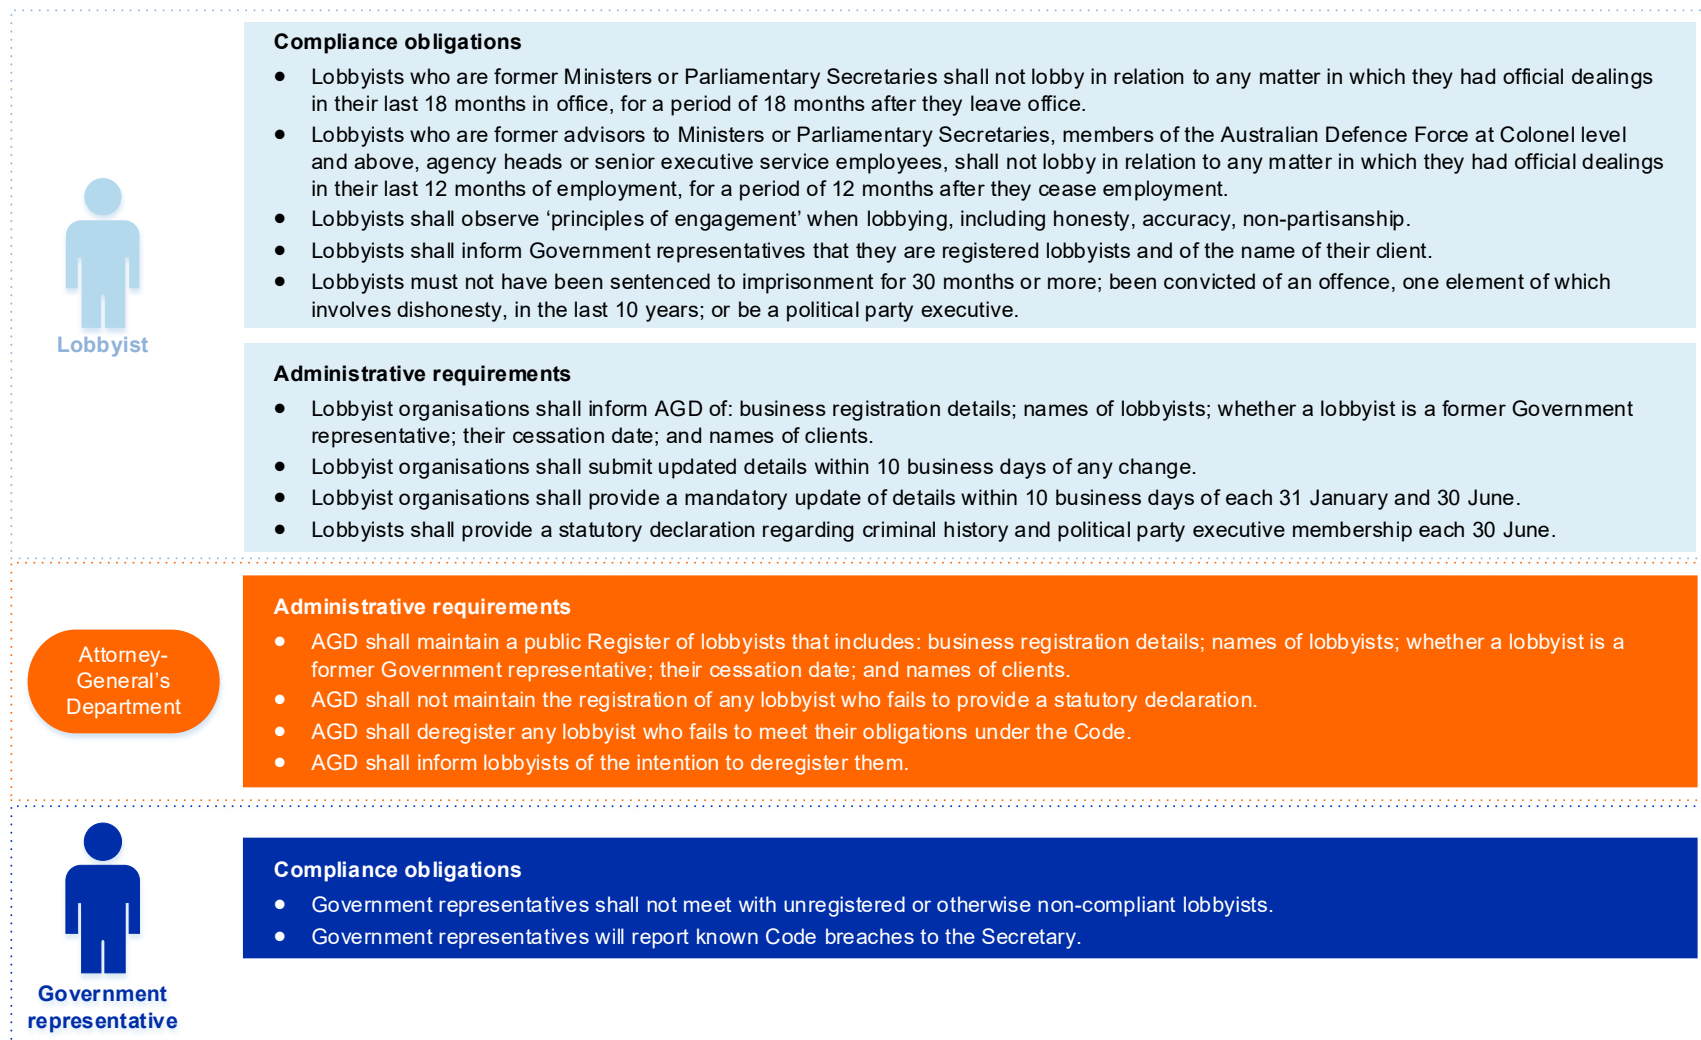 Compliance obligations
● Lobbyists who are former Ministers or Parliamentary Secretaries shall not lobby in relation to any matter in which they had official dealings
in their last 18 months in office, for a period of 18 months after they leave office.
● Lobbyists who are former advisors to Ministers or Parliamentary Secretaries, members of the Australian Defence Force at Colonel level
and above, agency heads or senior executive service employees, shall not lobby in relation to any matter in which they had official dealings
in their last 12 months of employment, for a period of 12 months after they cease employment.
● Lobbyists shall observe ‘principles of engagement’ when lobbying, including honesty, accuracy, non-partisanship.
● Lobbyists shall inform Government representatives that they are registered lobbyists and of the name of their client.
● Lobbyists must not have been sentenced to imprisonment for 30 months or more; been convicted of an offence, one element of which
involves dishonesty, in the last 10 years; or be a political party executive.
Lobbyist
Administrative requirements
● Lobbyist organisations shall inform AGD of: business registration details; names of lobbyists; whether a lobbyist is a former Government
representative; their cessation date; and names of clients.
● Lobbyist organisations shall submit updated details within 10 business days of any change.
● Lobbyist organisations shall provide a mandatory update of details within 10 business days of each 31 January and 30 June.
● Lobbyists shall provide a statutory declaration regarding criminal history and political party executive membership each 30 June.
Attorney-
General’s
Department
Administrative requirements
● AGD shall maintain a public Register of lobbyists that includes: business registration details; names of lobbyists; whether a lobbyist is a
former Government representative; their cessation date; and names of clients.
● AGD shall not maintain the registration of any lobbyist who fails to provide a statutory declaration.
● AGD shall deregister any lobbyist who fails to meet their obligations under the Code.
● AGD shall inform lobbyists of the intention to deregister them.
Compliance obligations
● Government representatives shall not meet with unregistered or otherwise non-compliant lobbyists.
● Government representatives will report known Code breaches to the Secretary.
Government
representative